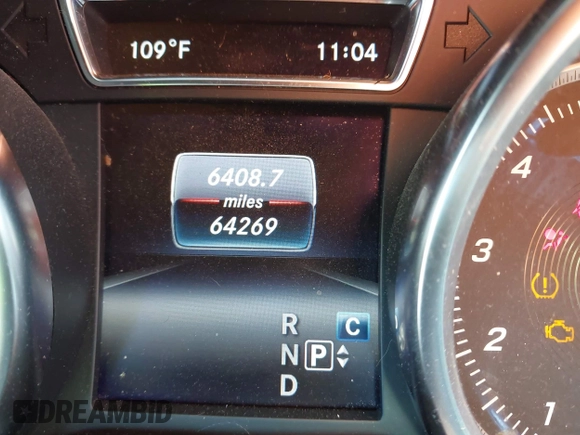 109°F 11:04
6408.7
miles
64269
R C
N P
D
4
3
2
1
DREAMBID